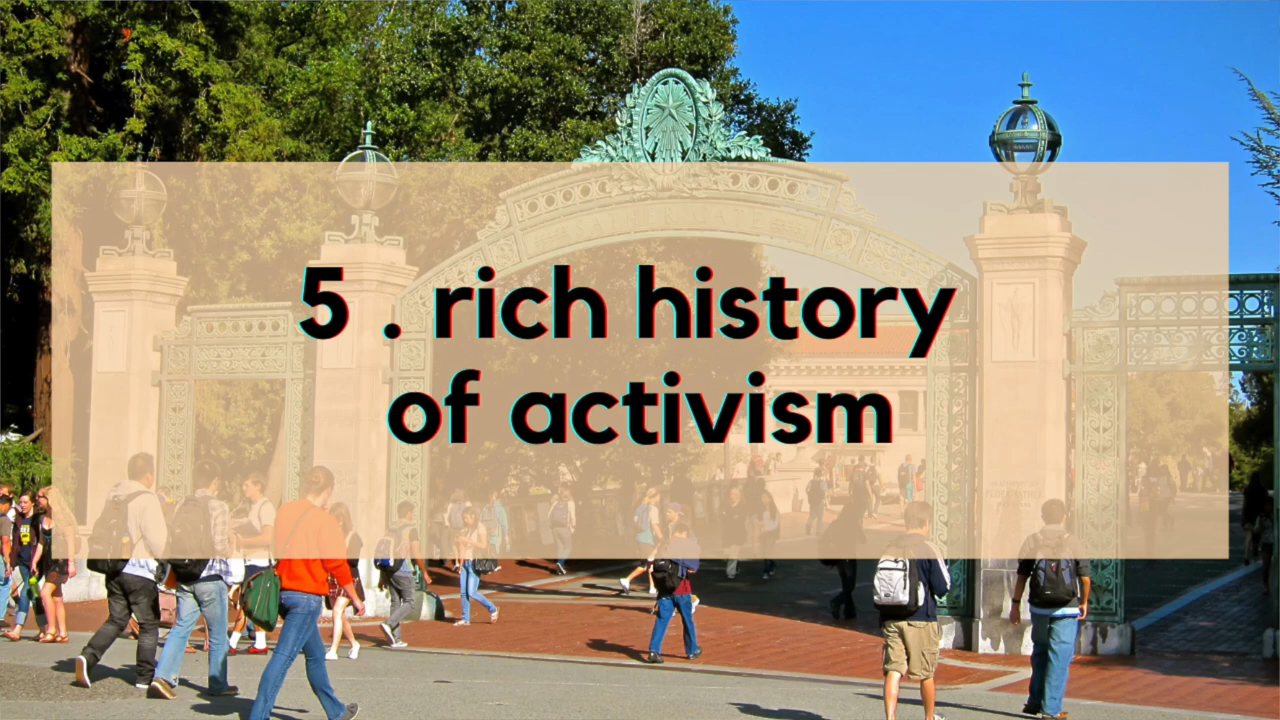 5 . rich history
of activism